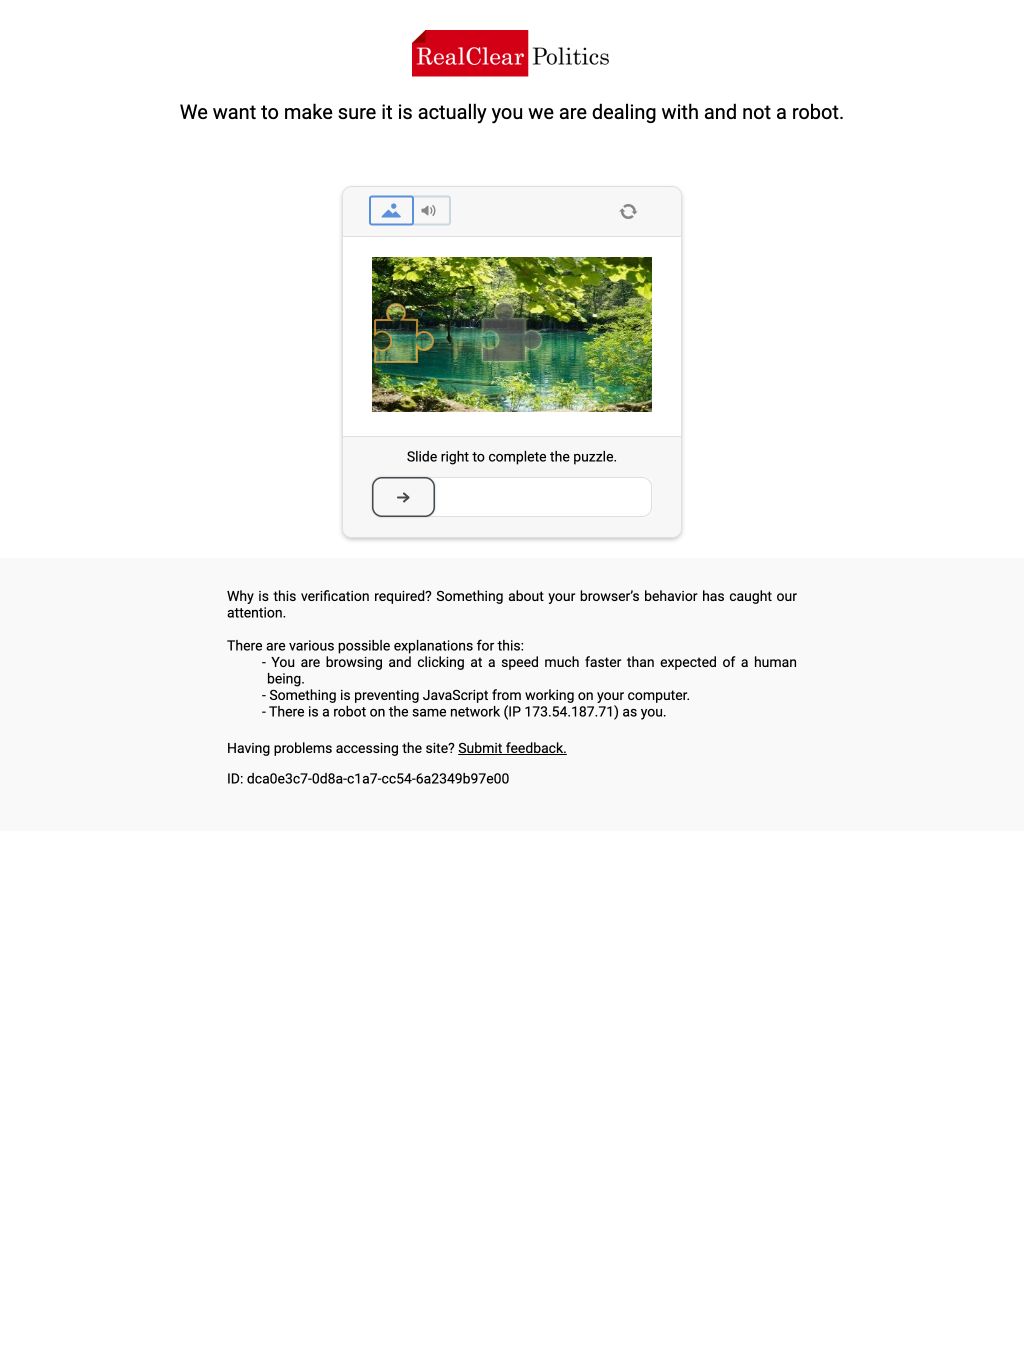 RealClear Politics
We want to make sure it is actually you we are dealing with and not a robot.
Slide right to complete the puzzle.
Why is this verification required? Something about your browser's behavior has caught our
attention.
There are various possible explanations for this:
- You are browsing and clicking at a speed much faster than expected of a human
being.
- Something is preventing JavaScript from working on your computer.
- There is a robot on the same network (IP 173.54.187.71) as you.
Having problems accessing the site? Submit feedback.
ID: dca0e3c7-0d8a-c1a7-cc54-6a2349b97e00